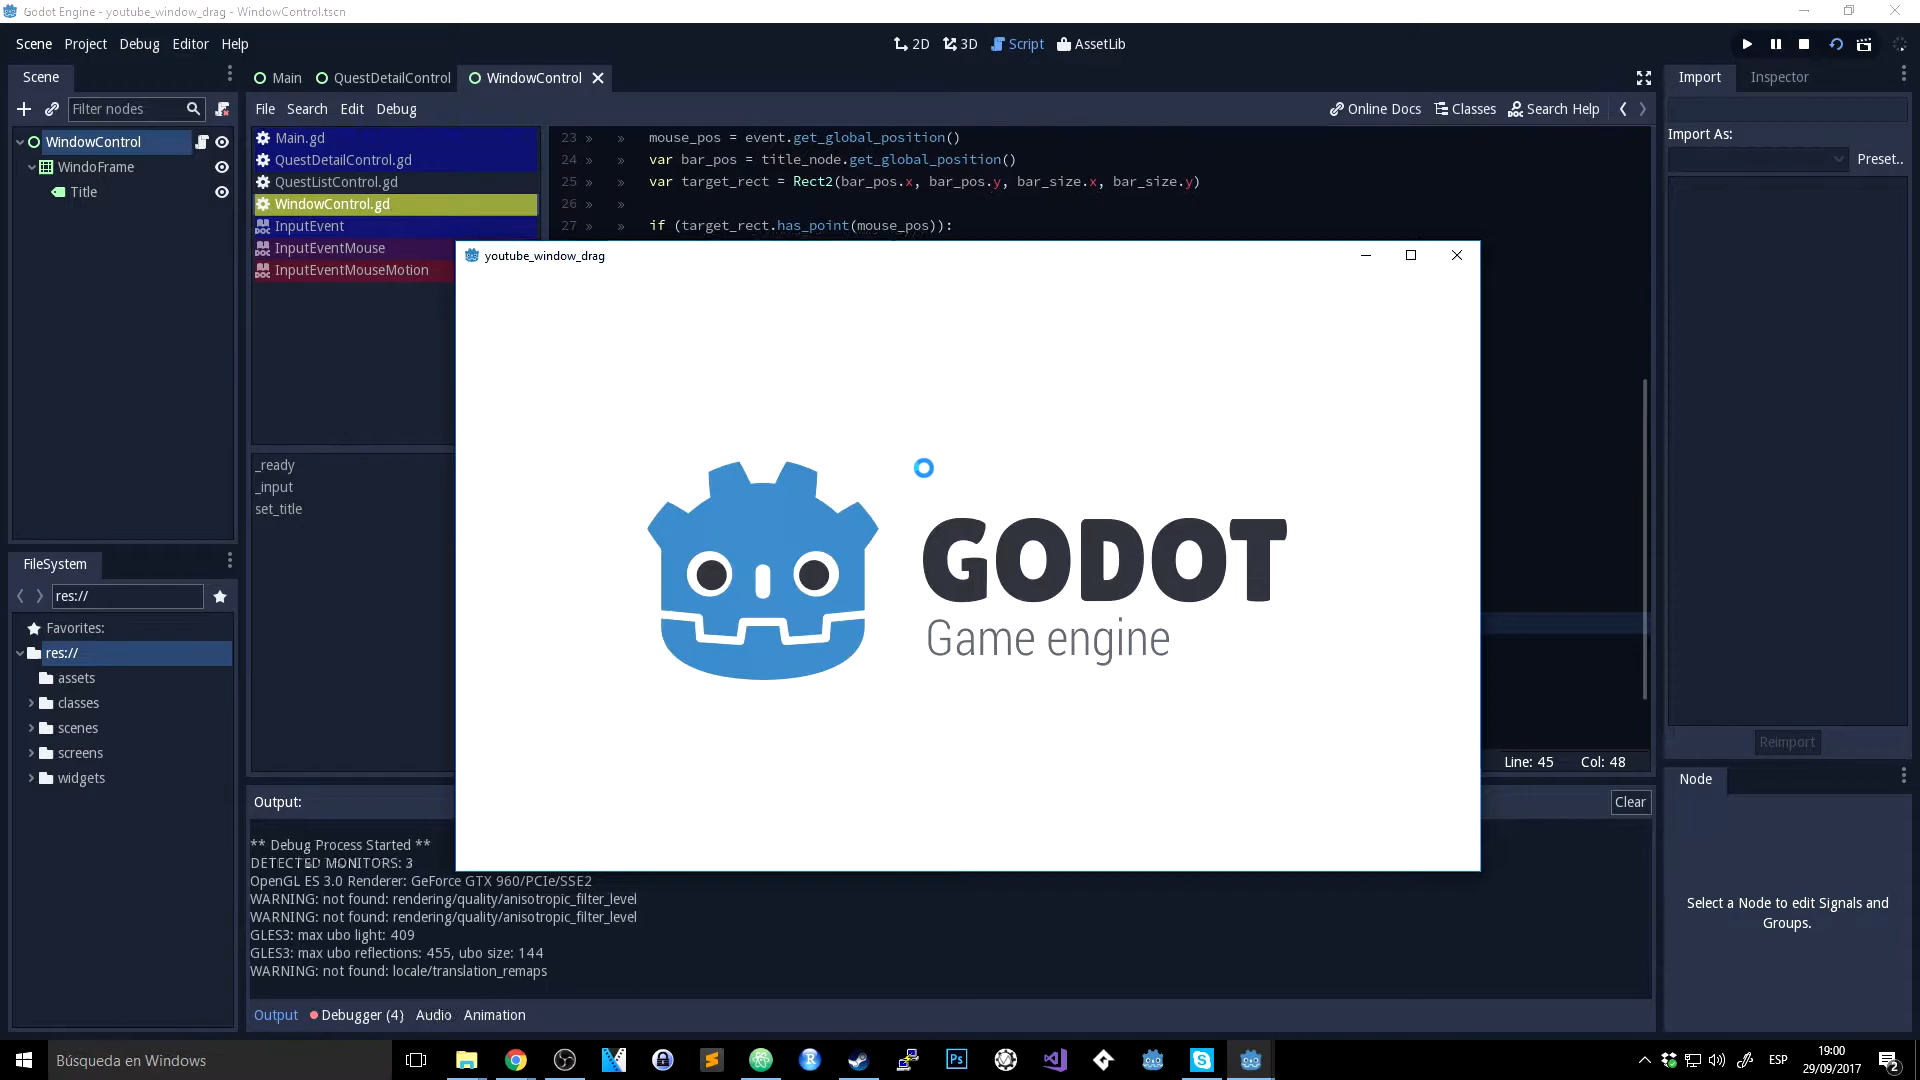 Godot Engine - youtube_window_drag - WindowControl.tscn
Scene Project Debug Editor Help
2D 3D Script AssetLib
Scene
Main QuestDetailControl WindowControl
Import Inspector
Filter nodes
File Search Edit Debug
Online Docs Classes Search Help
WindowControl
WindoFrame
Title
Main.gd
QuestDetailControl.gd
QuestListControl.gd
WindowControl.gd
InputEvent
InputEventMouse
InputEventMouseMotion
23 » » mouse_pos = event.get_global_position()
24 » » var bar_pos = title_node.get_global_position()
25 » » var target_rect = Rect2(bar_pos.x, bar_pos.y, bar_size.x, bar_size.y)
26 » »
27 » » if (target_rect.has_point(mouse_pos)):
Import As:
Preset..
youtube_window_drag
GODOT
Game engine
_ready
_input
set_title
FileSystem
res://
Favorites:
res://
assets
classes
scenes
screens
widgets
Reimport
Line: 45 Col: 48
Node
Output:
Clear
** Debug Process Started **
DETECTED MONITORS: 3
OpenGL ES 3.0 Renderer: GeForce GTX 960/PCIe/SSE2
WARNING: not found: rendering/quality/anisotropic_filter_level
WARNING: not found: rendering/quality/anisotropic_filter_level
GLES3: max ubo light: 409
GLES3: max ubo reflections: 455, ubo size: 144
WARNING: not found: locale/translation_remaps
Select a Node to edit Signals and
Groups.
Output Debugger (4) Audio Animation
Búsqueda en Windows
Ps
ESP
19:00
29/09/2017
2